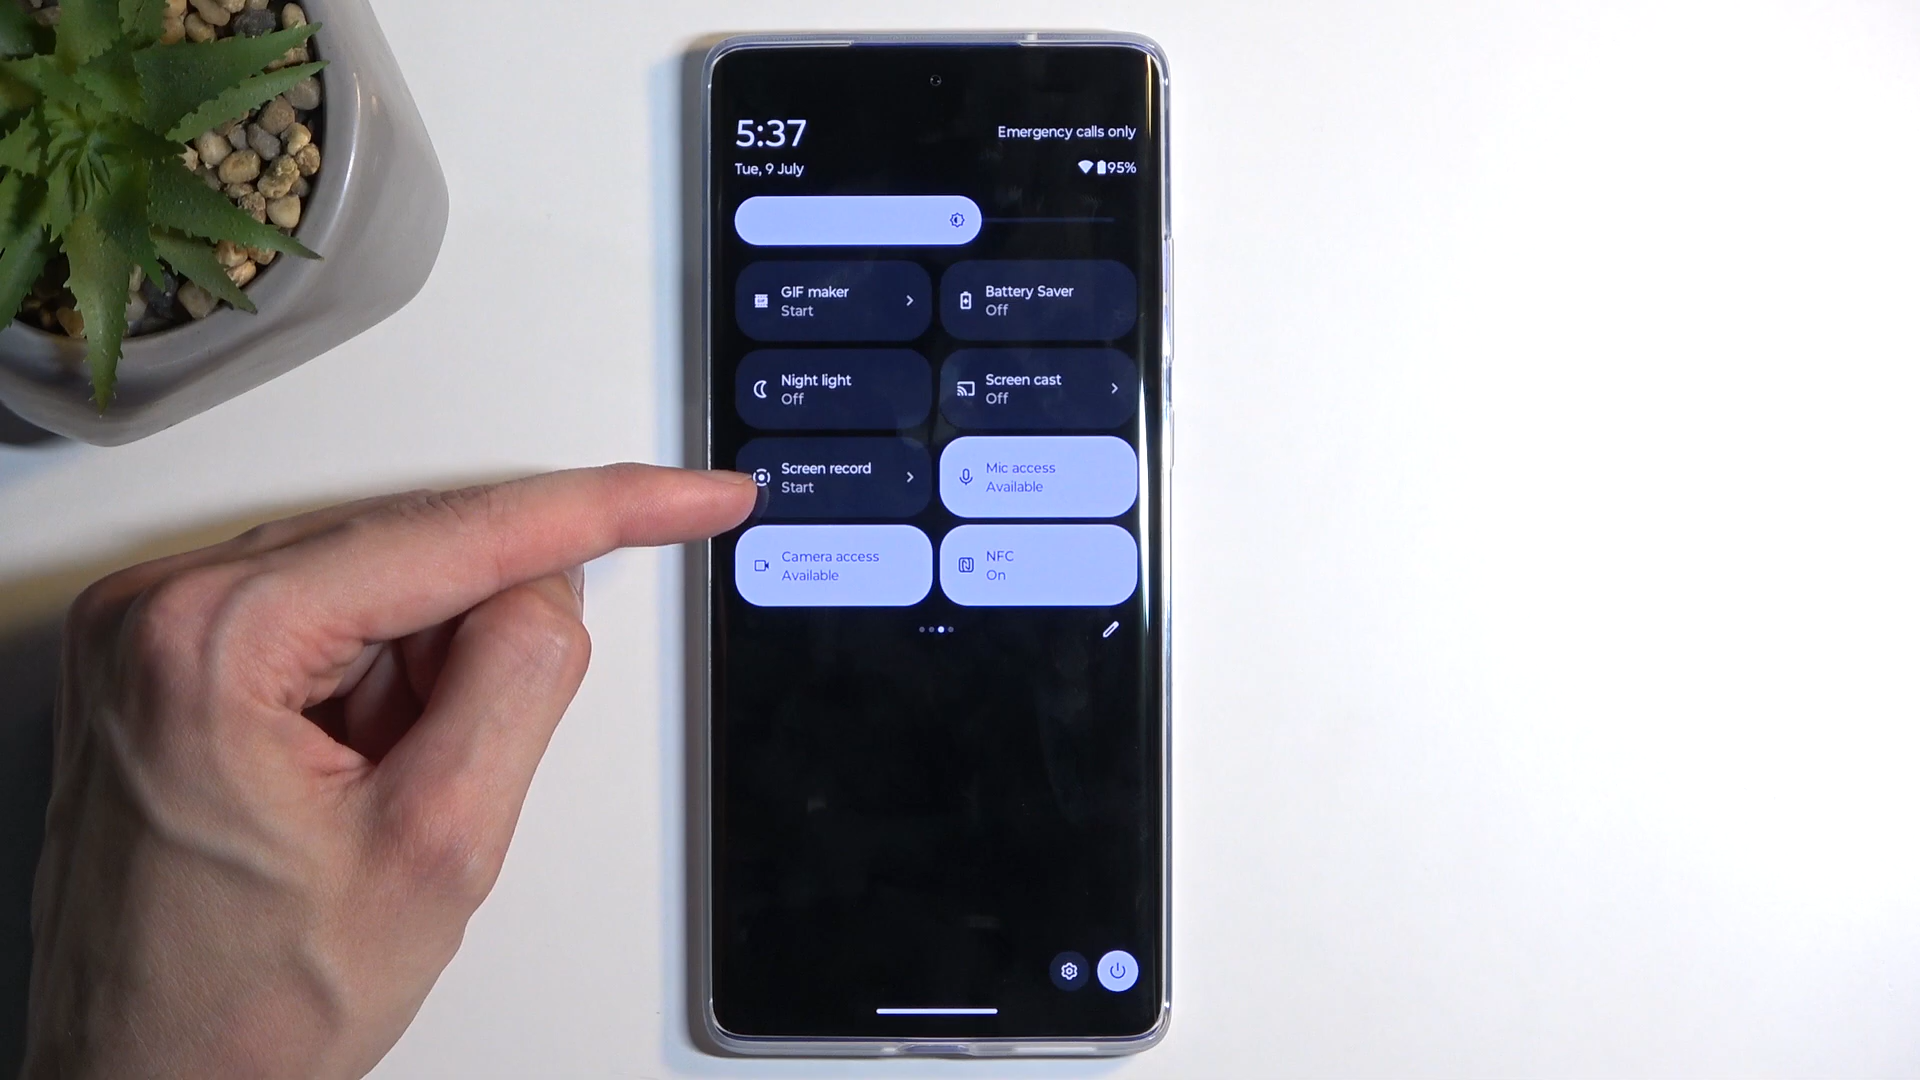 5:37
Emergency calls only
Tue, 9 July
95%
GIF maker
Start
Battery Saver
Off
Night light
Off
Screen cast
Off
Screen record
Start
Mic access
Available
Camera access
Available
NFC
On